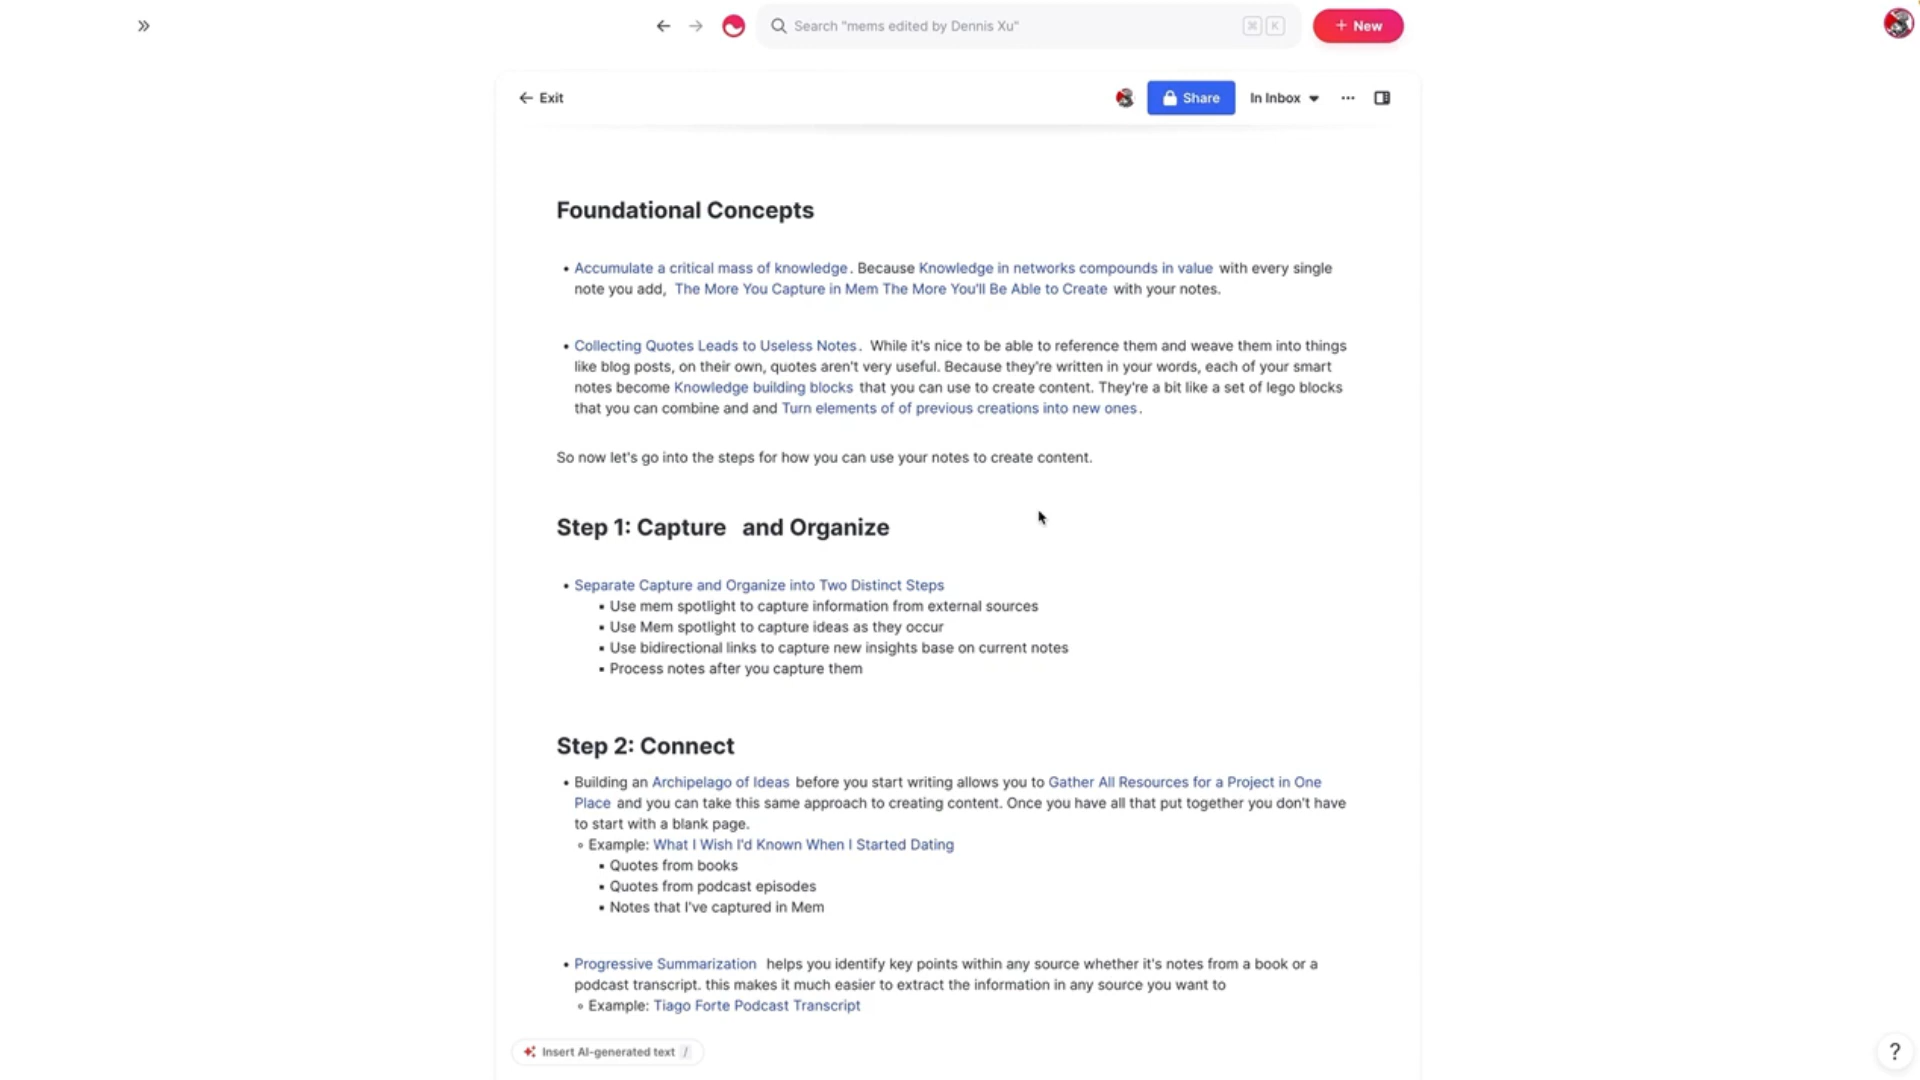 Search "mems edited by Dennis Xu"
⌘ K
+ New
Exit
Share
In Inbox
Foundational Concepts
• Accumulate a critical mass of knowledge. Because Knowledge in networks compounds in value with every single
note you add, The More You Capture in Mem The More You'll Be Able to Create with your notes.
• Collecting Quotes Leads to Useless Notes. While it's nice to be able to reference them and weave them into things
like blog posts, on their own, quotes aren't very useful. Because they're written in your words, each of your smart
notes become Knowledge building blocks that you can use to create content. They're a bit like a set of lego blocks
that you can combine and and Turn elements of of previous creations into new ones.
So now let's go into the steps for how you can use your notes to create content.
Step 1: Capture and Organize
• Separate Capture and Organize into Two Distinct Steps
▪ Use mem spotlight to capture information from external sources
▪ Use Mem spotlight to capture ideas as they occur
▪ Use bidirectional links to capture new insights base on current notes
▪ Process notes after you capture them
Step 2: Connect
• Building an Archipelago of Ideas before you start writing allows you to Gather All Resources for a Project in One
Place and you can take this same approach to creating content. Once you have all that put together you don't have
to start with a blank page.
◦ Example: What I Wish I'd Known When I Started Dating
▪ Quotes from books
▪ Quotes from podcast episodes
▪ Notes that I've captured in Mem
• Progressive Summarization helps you identify key points within any source whether it's notes from a book or a
podcast transcript. this makes it much easier to extract the information in any source you want to
◦ Example: Tiago Forte Podcast Transcript
Insert AI-generated text /
?